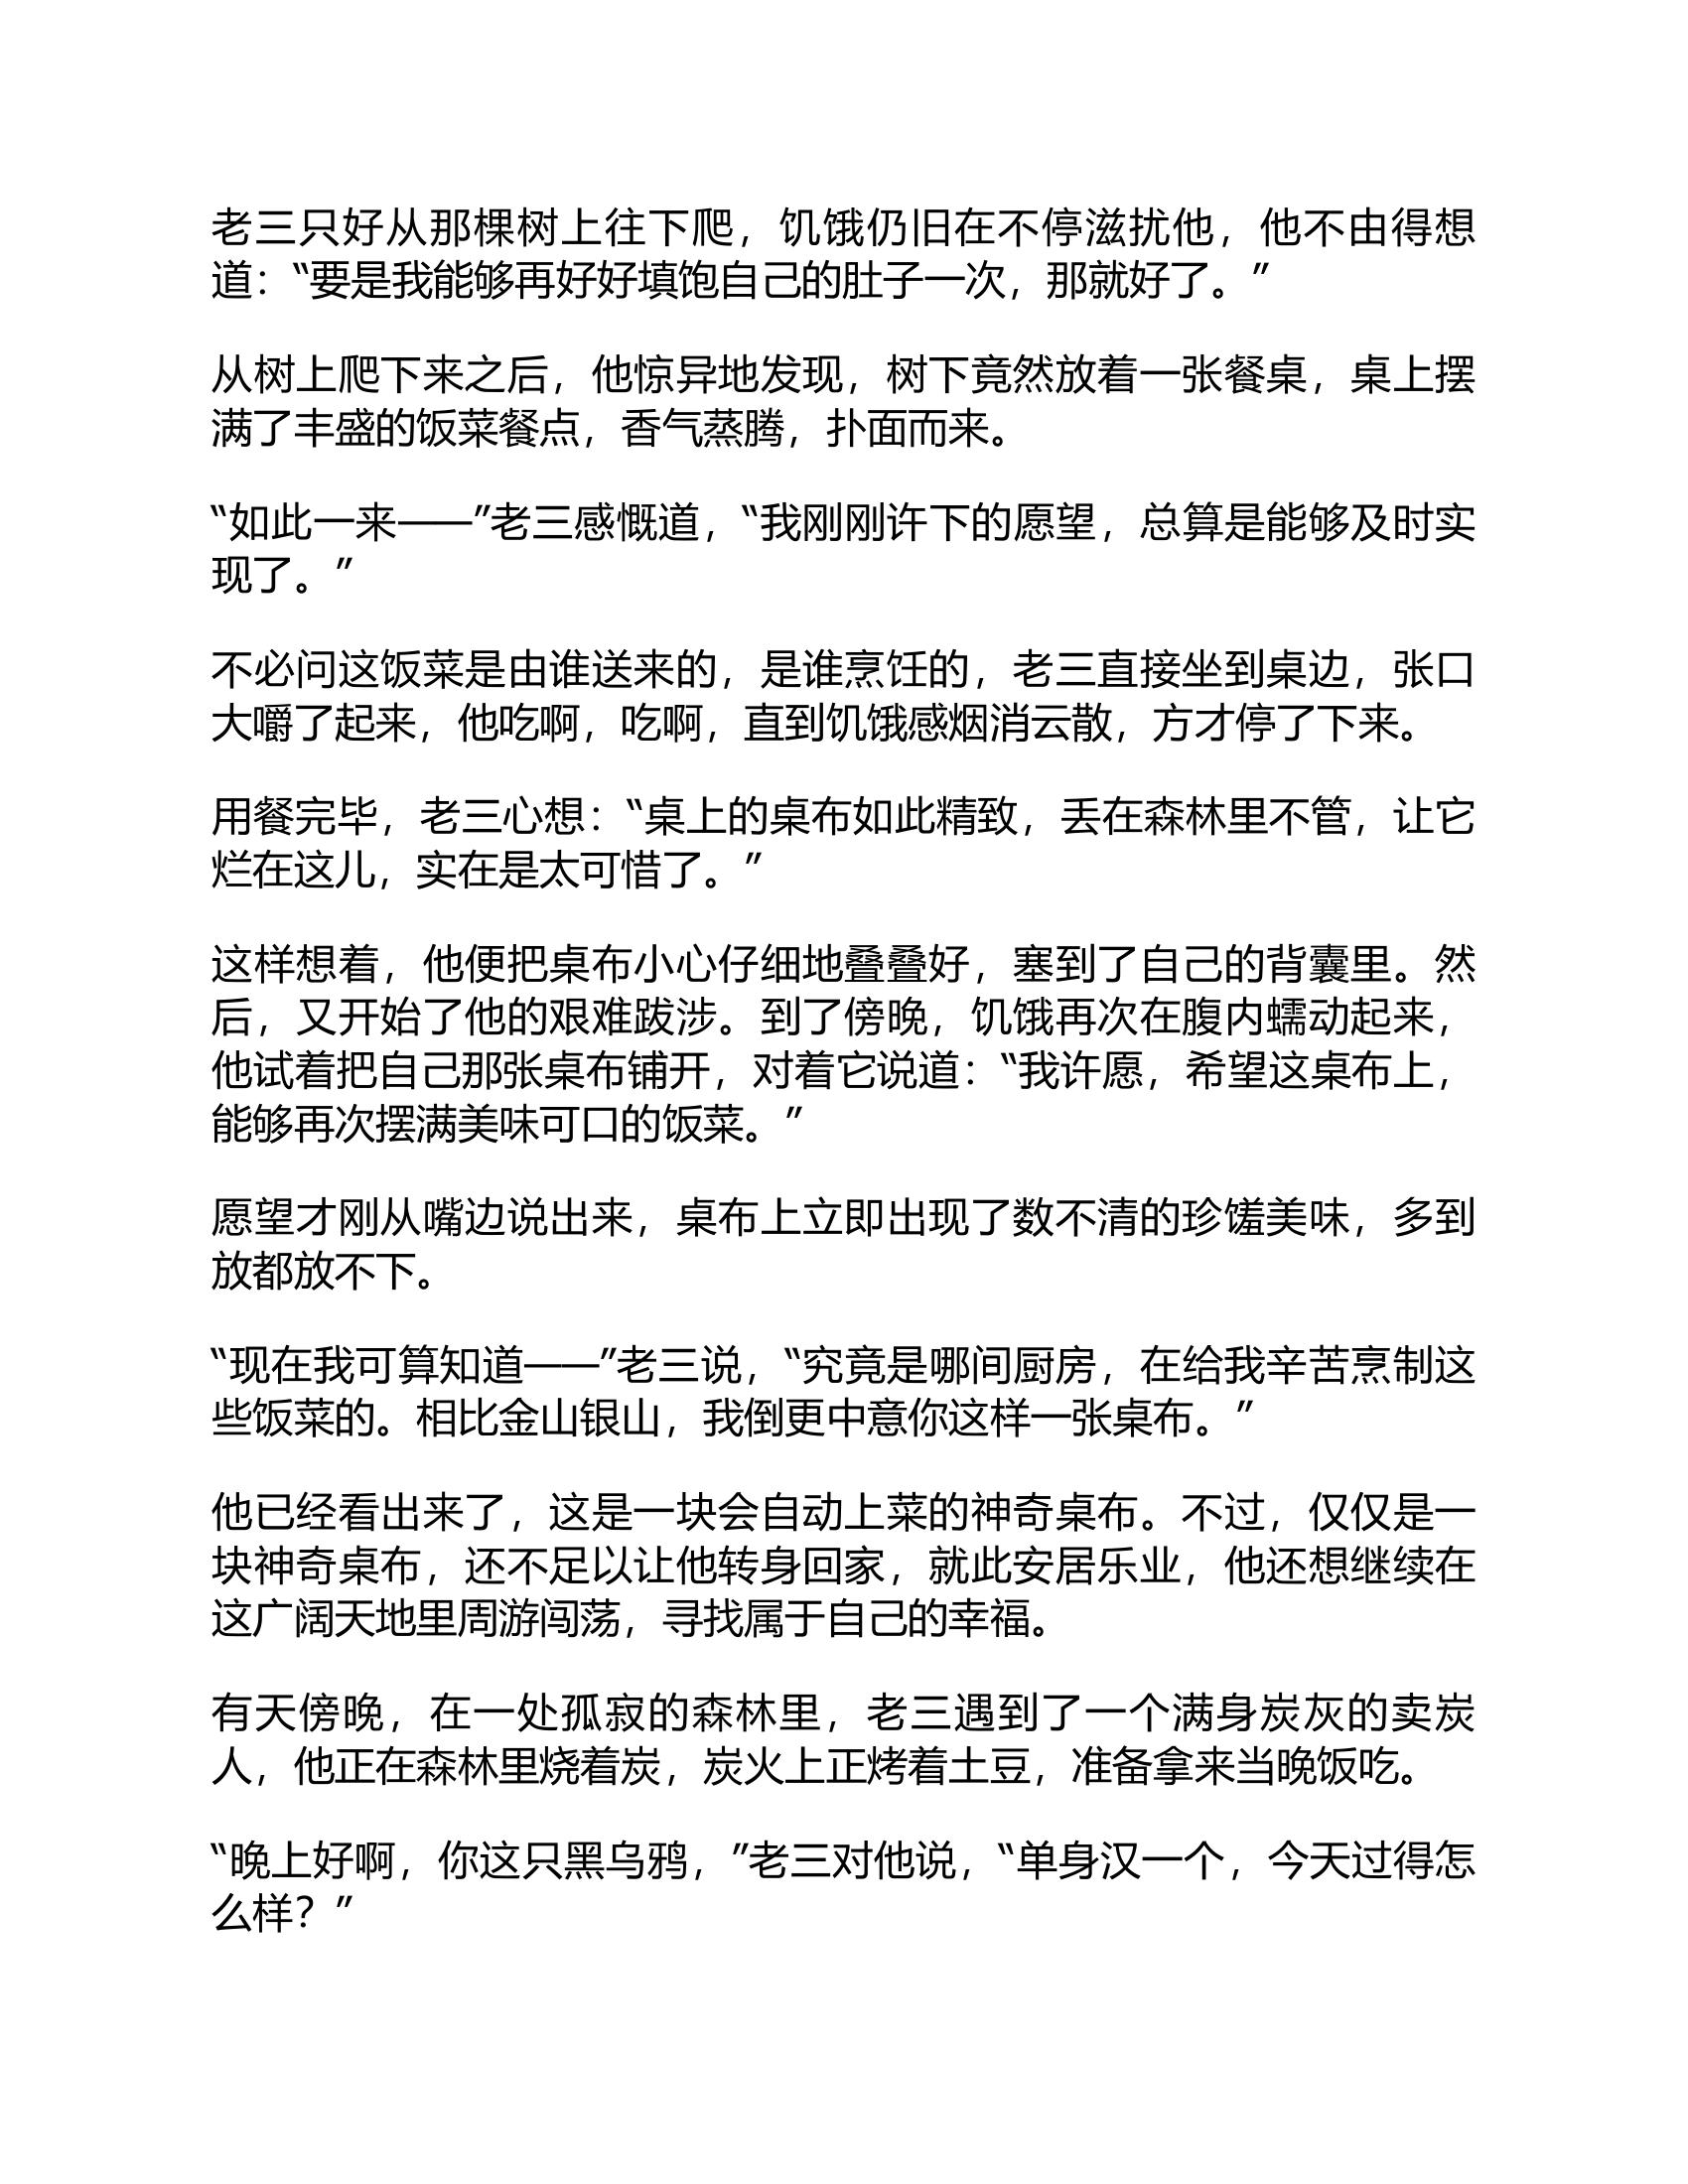 老三只好从那棵树上往下爬，饥饿仍旧在不停滋扰他，他不由得想
道：“要是我能够再好好填饱自己的肚子一次，那就好了。”
从树上爬下来之后，他惊异地发现，树下竟然放着一张餐桌，桌上摆
满了丰盛的饭菜餐点，香气蒸腾，扑面而来。
“如此一来——”老三感慨道，“我刚刚许下的愿望，总算是能够及时实
现了。”
不必问这饭菜是由谁送来的，是谁烹饪的，老三直接坐到桌边，张口
大嚼了起来，他吃啊，吃啊，直到饥饿感烟消云散，方才停了下来。
用餐完毕，老三心想：“桌上的桌布如此精致，丢在森林里不管，让它
烂在这儿，实在是太可惜了。”
这样想着，他便把桌布小心仔细地叠叠好，塞到了自己的背囊里。然
后，又开始了他的艰难跋涉。到了傍晚，饥饿再次在腹内蠕动起来，
他试着把自己那张桌布铺开，对着它说道：“我许愿，希望这桌布上，
能够再次摆满美味可口的饭菜。”
愿望才刚从嘴边说出来，桌布上立即出现了数不清的珍馐美味，多到
放都放不下。
“现在我可算知道——”老三说，“究竟是哪间厨房，在给我辛苦烹制这
些饭菜的。相比金山银山，我倒更中意你这样一张桌布。”
他已经看出来了，这是一块会自动上菜的神奇桌布。不过，仅仅是一
块神奇桌布，还不足以让他转身回家，就此安居乐业，他还想继续在
这广阔天地里周游闯荡，寻找属于自己的幸福。
有天傍晚，在一处孤寂的森林里，老三遇到了一个满身炭灰的卖炭
人，他正在森林里烧着炭，炭火上正烤着土豆，准备拿来当晚饭吃。
“晚上好啊，你这只黑乌鸦，”老三对他说，“单身汉一个，今天过得怎
么样？”